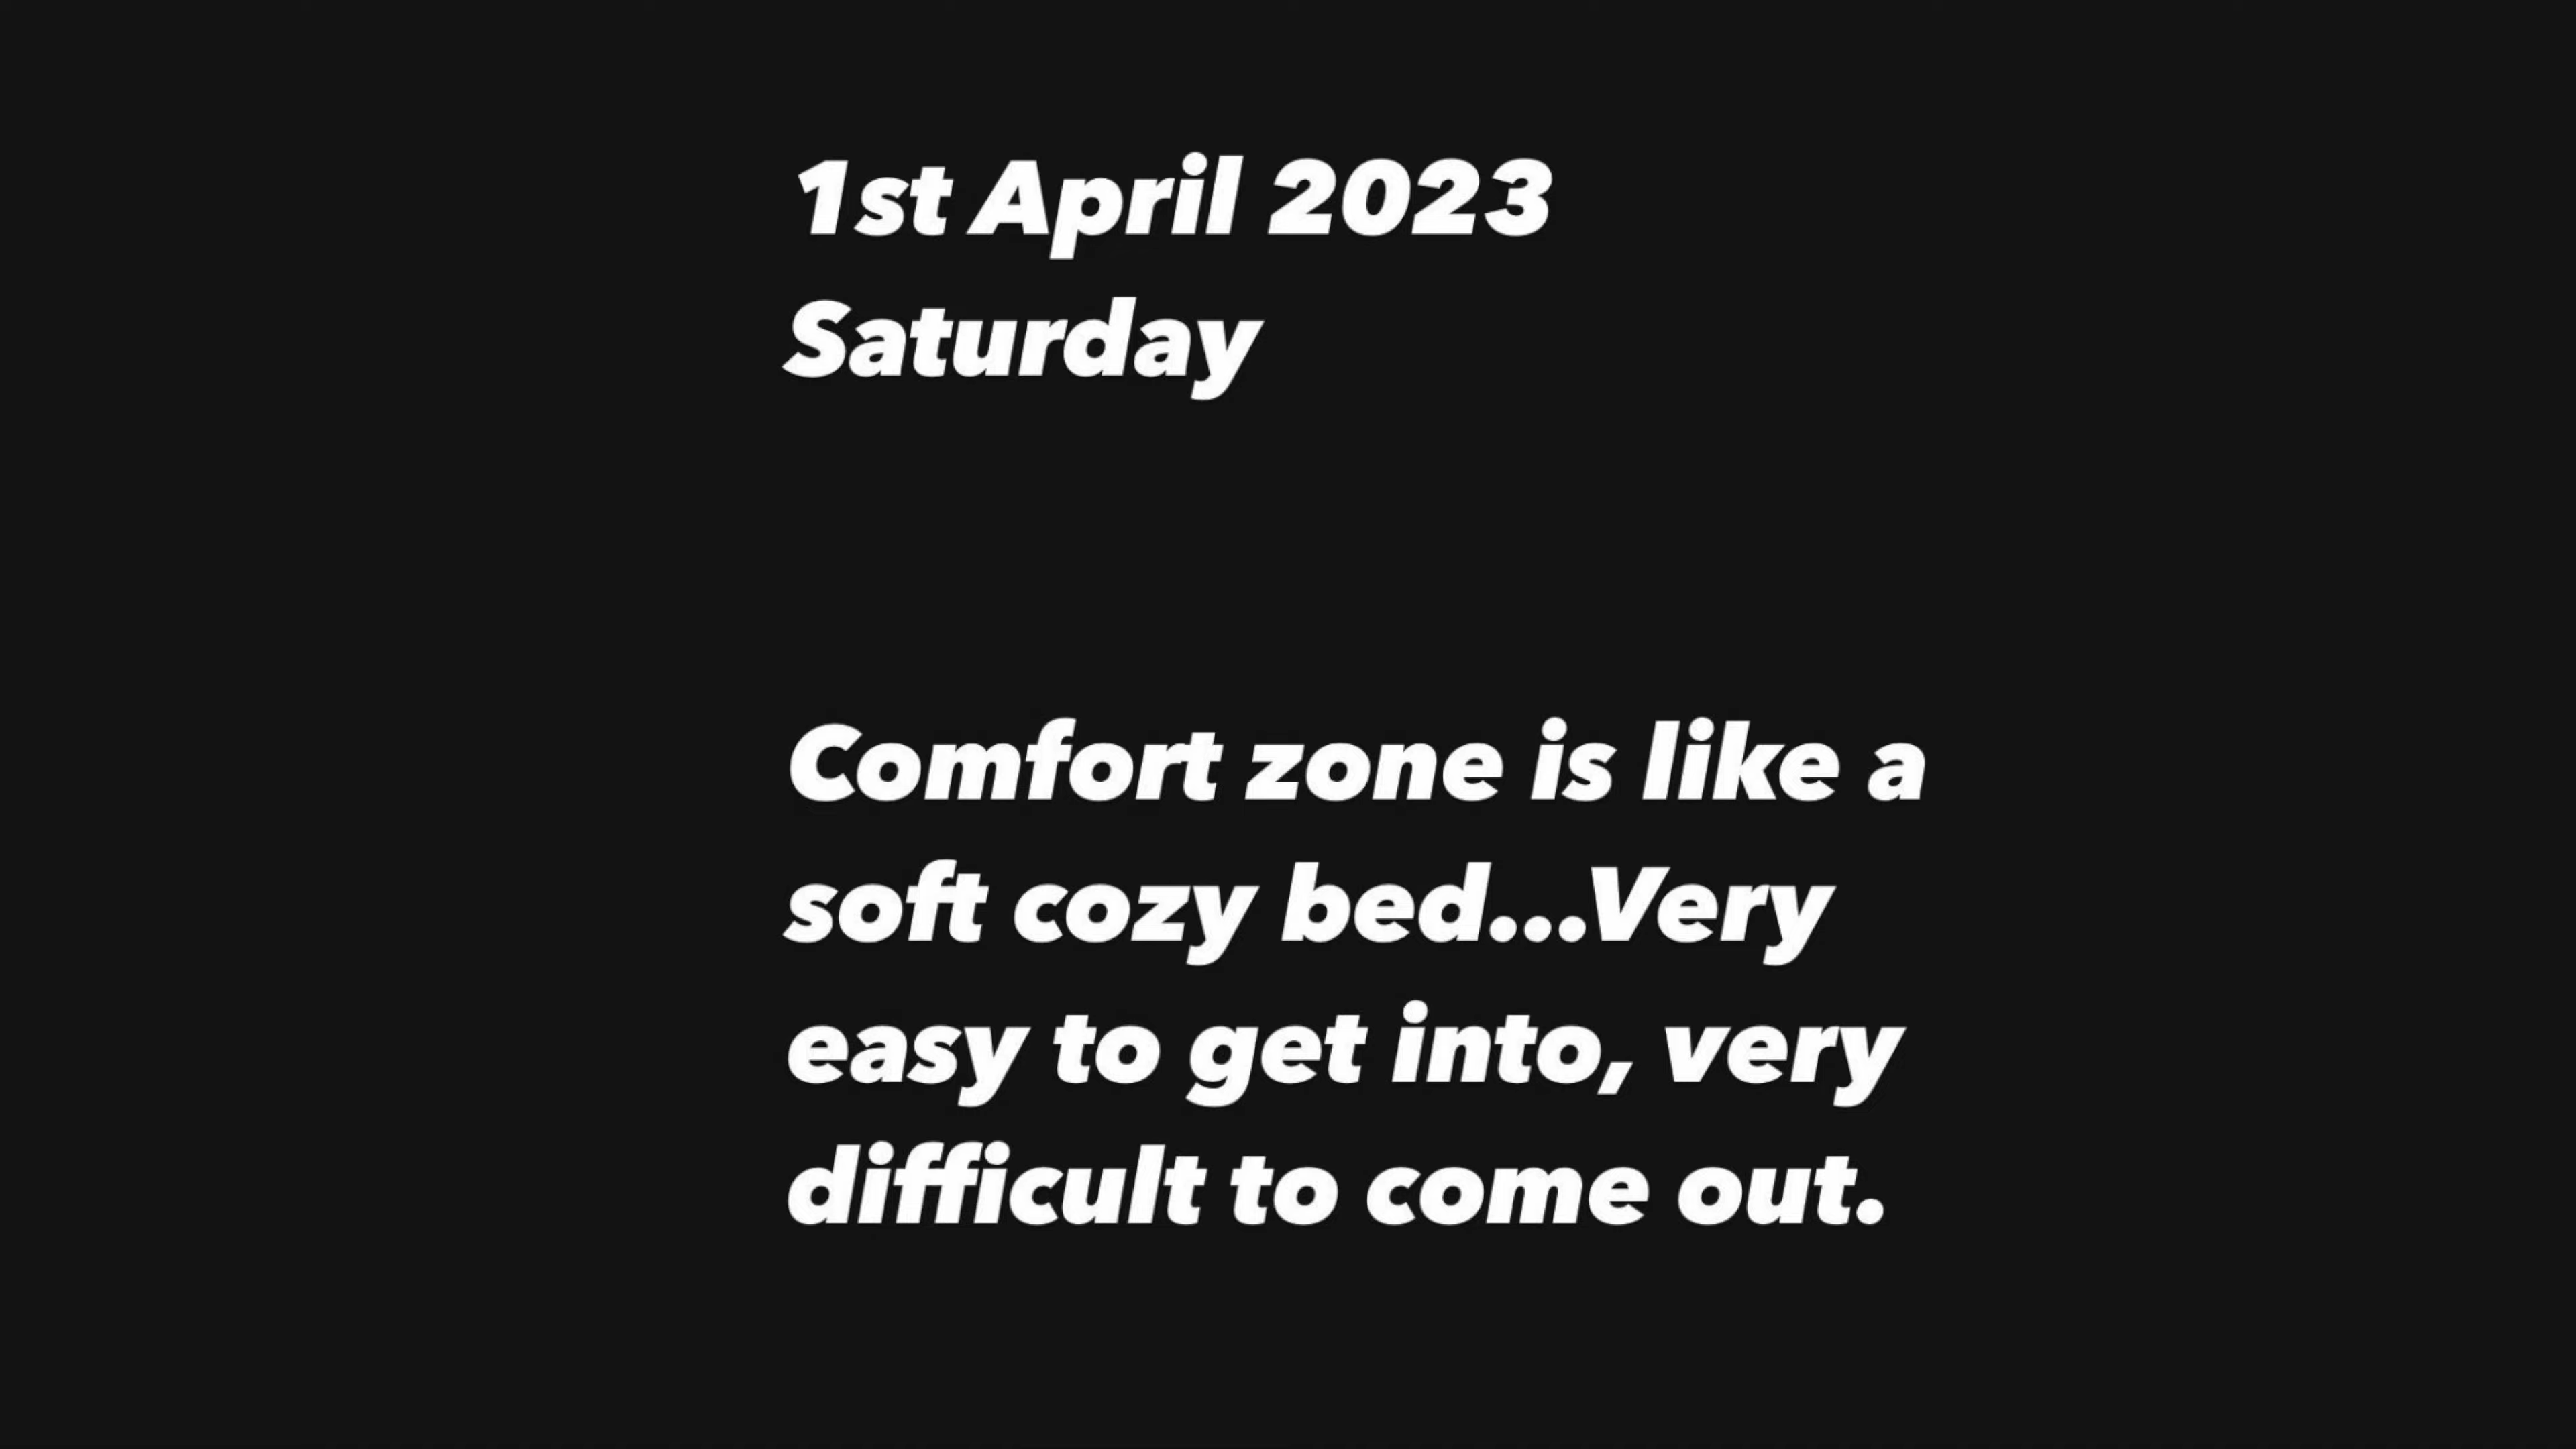 1st April 2023
Saturday
Comfort zone is like a
soft cozy bed...Very
easy to get into, very
difficult to come out.